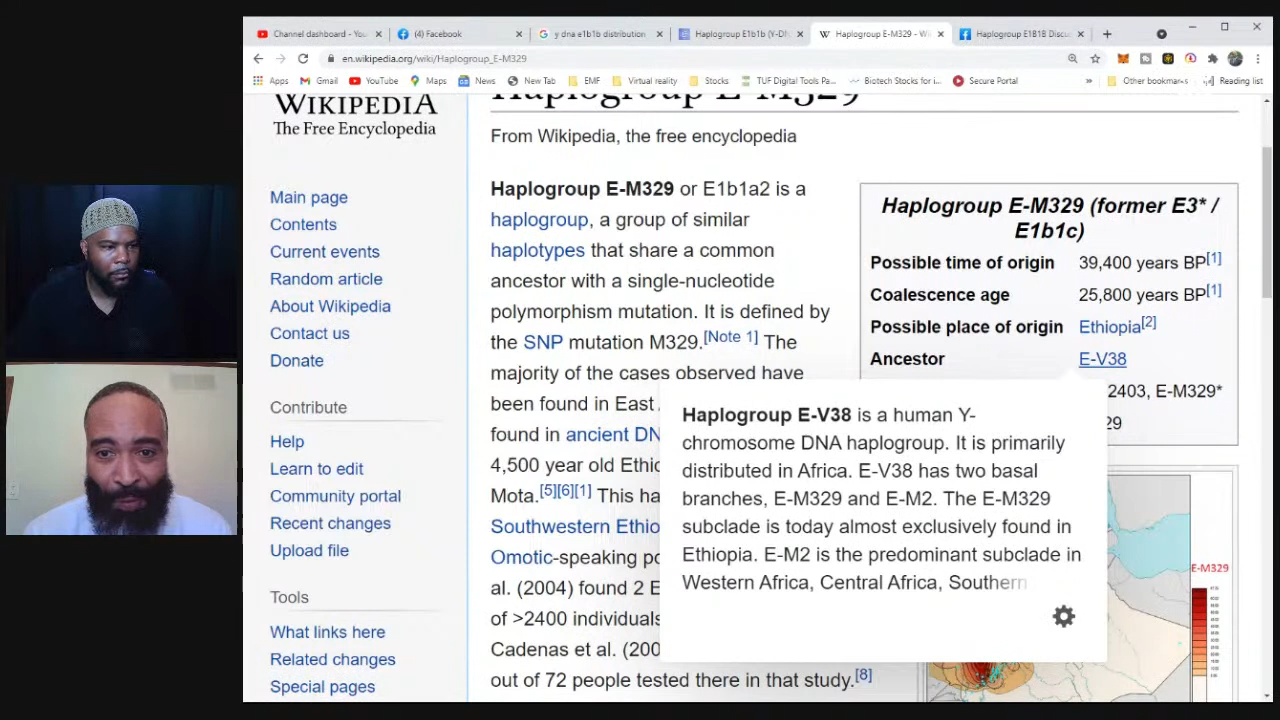 Channel dashboard - You
(4) Facebook
y dna e1b1b distribution
Haplogroup E1b1b (Y-DN
Haplogroup E-M329 - Wi
Haplogroup E1B1B Discu
en.wikipedia.org/wiki/Haplogroup_E-M329
Apps
Gmail
YouTube
Maps
News
New Tab
EMF
Virtual reality
Stocks
TUF Digital Tools Pa...
Biotech Stocks for i...
Secure Portal
Other bookmarks
Reading list
WIKIPEDIA
The Free Encyclopedia
Main page
Contents
Current events
Random article
About Wikipedia
Contact us
Donate
Contribute
Help
Learn to edit
Community portal
Recent changes
Upload file
Tools
What links here
Related changes
Special pages
Haplogroup E-M329
From Wikipedia, the free encyclopedia
Haplogroup E-M329 or E1b1a2 is a
haplogroup, a group of similar
haplotypes that share a common
ancestor with a single-nucleotide
polymorphism mutation. It is defined by
the SNP mutation M329.[Note 1] The
majority of the cases observed have
been found in East
found in ancient DN
4,500 year old Ethio
Mota.[5][6][1] This ha
Southwestern Ethio
Omotic-speaking po
al. (2004) found 2 E
of >2400 individuals
Cadenas et al. (200
out of 72 people tested there in that study.[8]
Haplogroup E-M329 (former E3* /
E1b1c)
Possible time of origin 39,400 years BP[1]
Coalescence age 25,800 years BP[1]
Possible place of origin Ethiopia[2]
Ancestor E-V38
2403, E-M329*
29
Haplogroup E-V38 is a human Y-
chromosome DNA haplogroup. It is primarily
distributed in Africa. E-V38 has two basal
branches, E-M329 and E-M2. The E-M329
subclade is today almost exclusively found in
Ethiopia. E-M2 is the predominant subclade in
Western Africa, Central Africa, Southern
E-M329